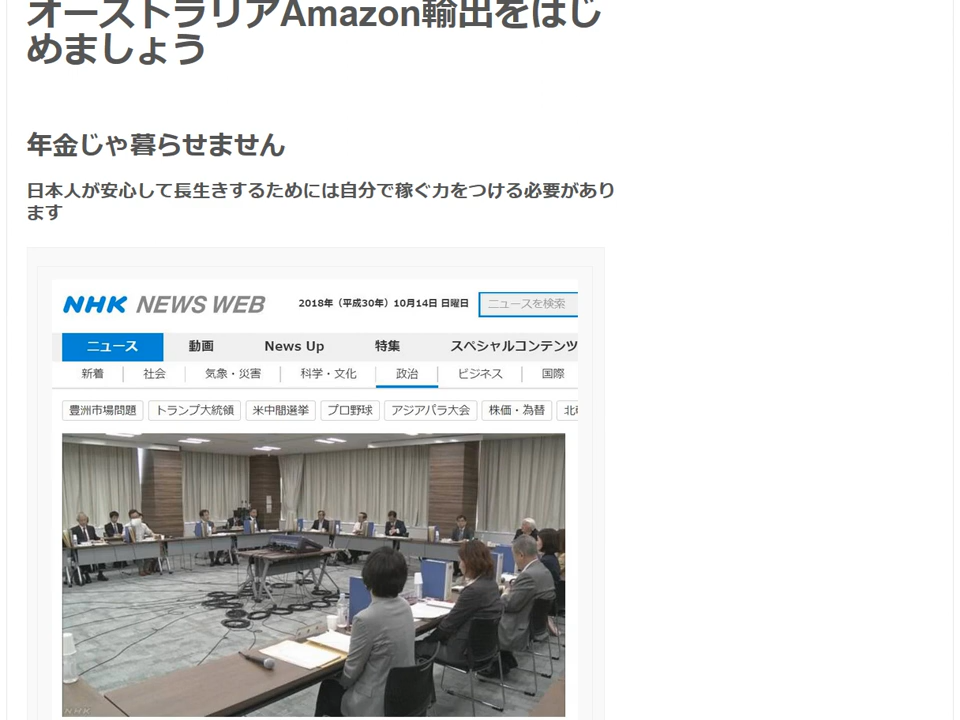 オーストラリアAmazon輸出をはじ
めましょう
年金じゃ暮らせません
日本人が安心して長生きするためには自分で稼ぐ力をつける必要があり
ます
NHK NEWS WEB 2018年（平成30年）10月14日 日曜日 ニュースを検索
ニュース 動画 News Up 特集 スペシャルコンテンツ
新着 社会 気象・災害 科学・文化 政治 ビジネス 国際
豊洲市場問題 トランプ大統領 米中間選挙 プロ野球 アジアパラ大会 株価・為替
NHK